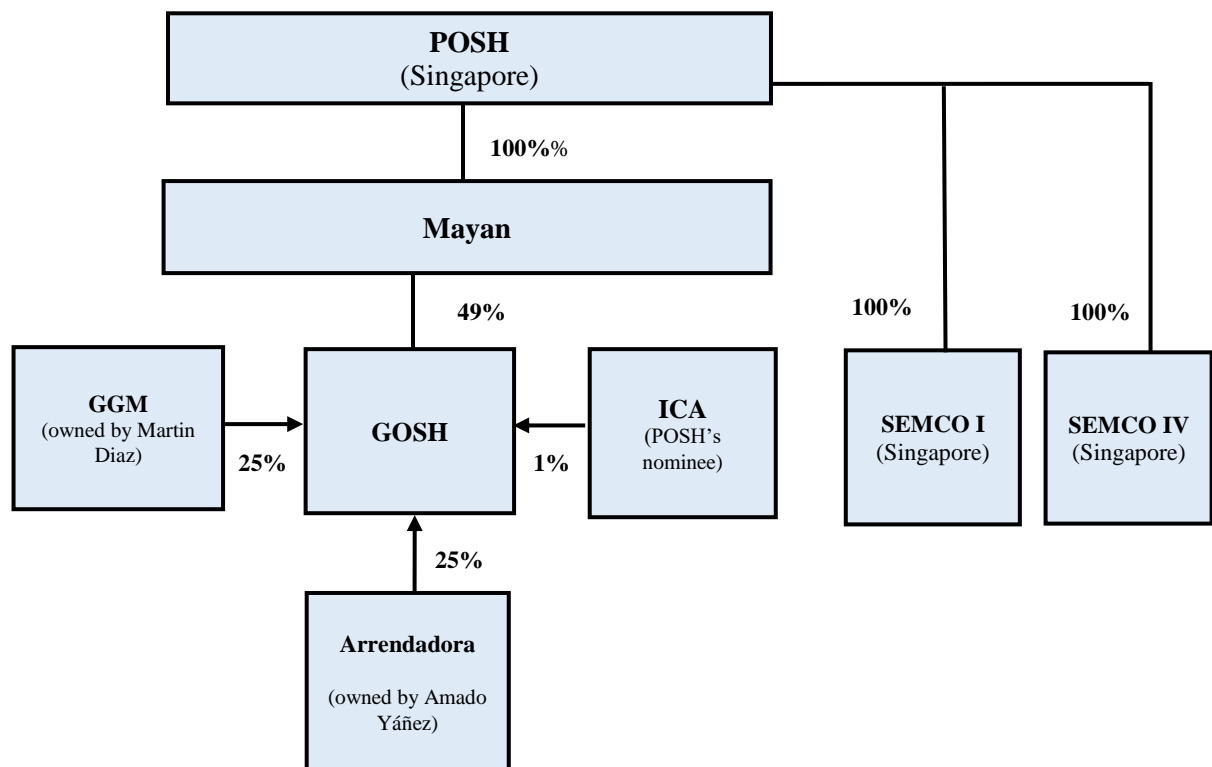 POSH
(Singapore)
100%%
Mayan
49%
100%
100%
GGM
(owned by Martin
Diaz)
25%
GOSH
ICA
(POSH's
nominee)
1%
SEMCO I
(Singapore)
SEMCO IV
(Singapore)
25%
Arrendadora
(owned by Amado
Yáñez)